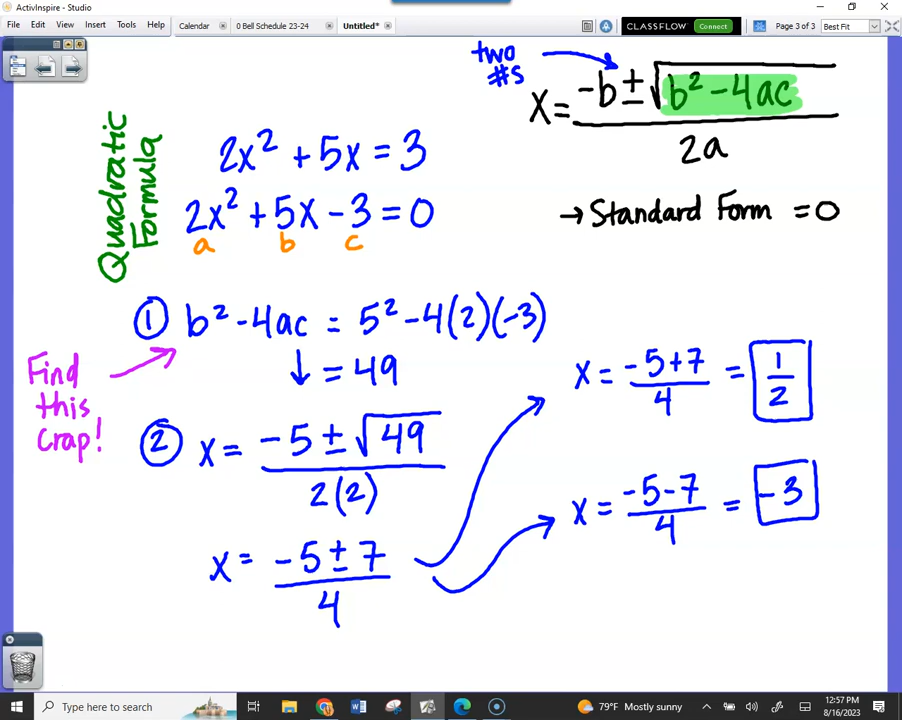 ActivInspire - Studio
File Edit View Insert Tools Help
Calendar
0 Bell Schedule 23-24
Untitled*
CLASSFLOW Connect
Page 3 of 3
Best Fit
two #s
x = (-b ± √(b² - 4ac)) / 2a
Quadratic Formula
2x² + 5x = 3
2x² + 5x - 3 = 0
a b c
→ Standard Form = 0
① b² - 4ac = 5² - 4(2)(-3)
↓ = 49
Find this crap!
② x = (-5 ± √49) / 2(2)
x = (-5 ± 7) / 4
x = (-5 + 7) / 4 = 1/2
x = (-5 - 7) / 4 = -3
Type here to search
79°F Mostly sunny
12:57 PM
8/16/2023